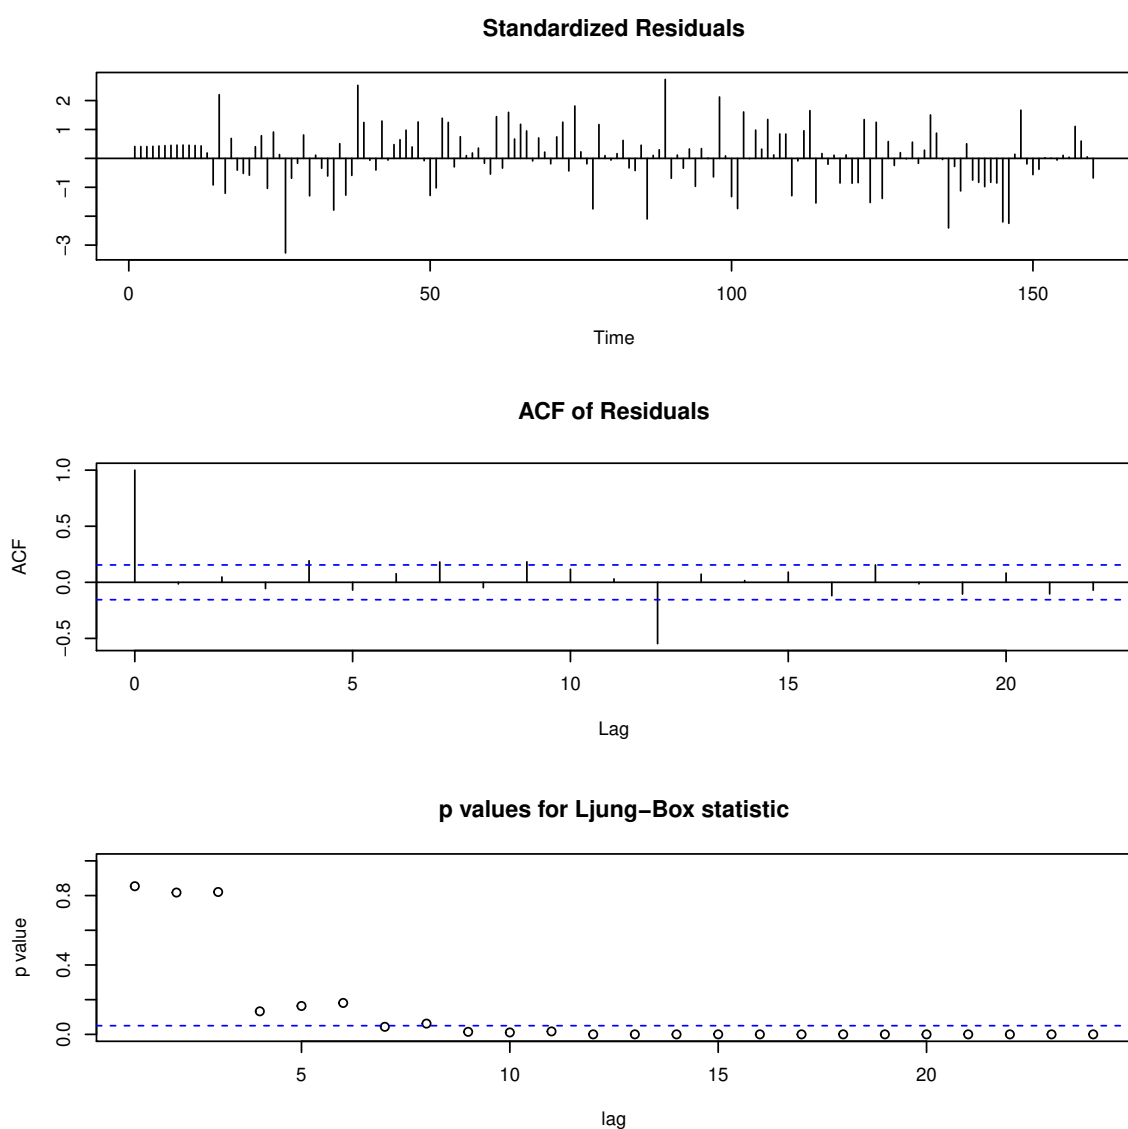 Standardized Residuals
2
1
−1
−3
0 50 100 150
Time
ACF of Residuals
ACF
1.0
0.5
0.0
−0.5
0 5 10 15 20
Lag
p values for Ljung−Box statistic
p value
0.8
0.4
0.0
5 10 15 20
lag